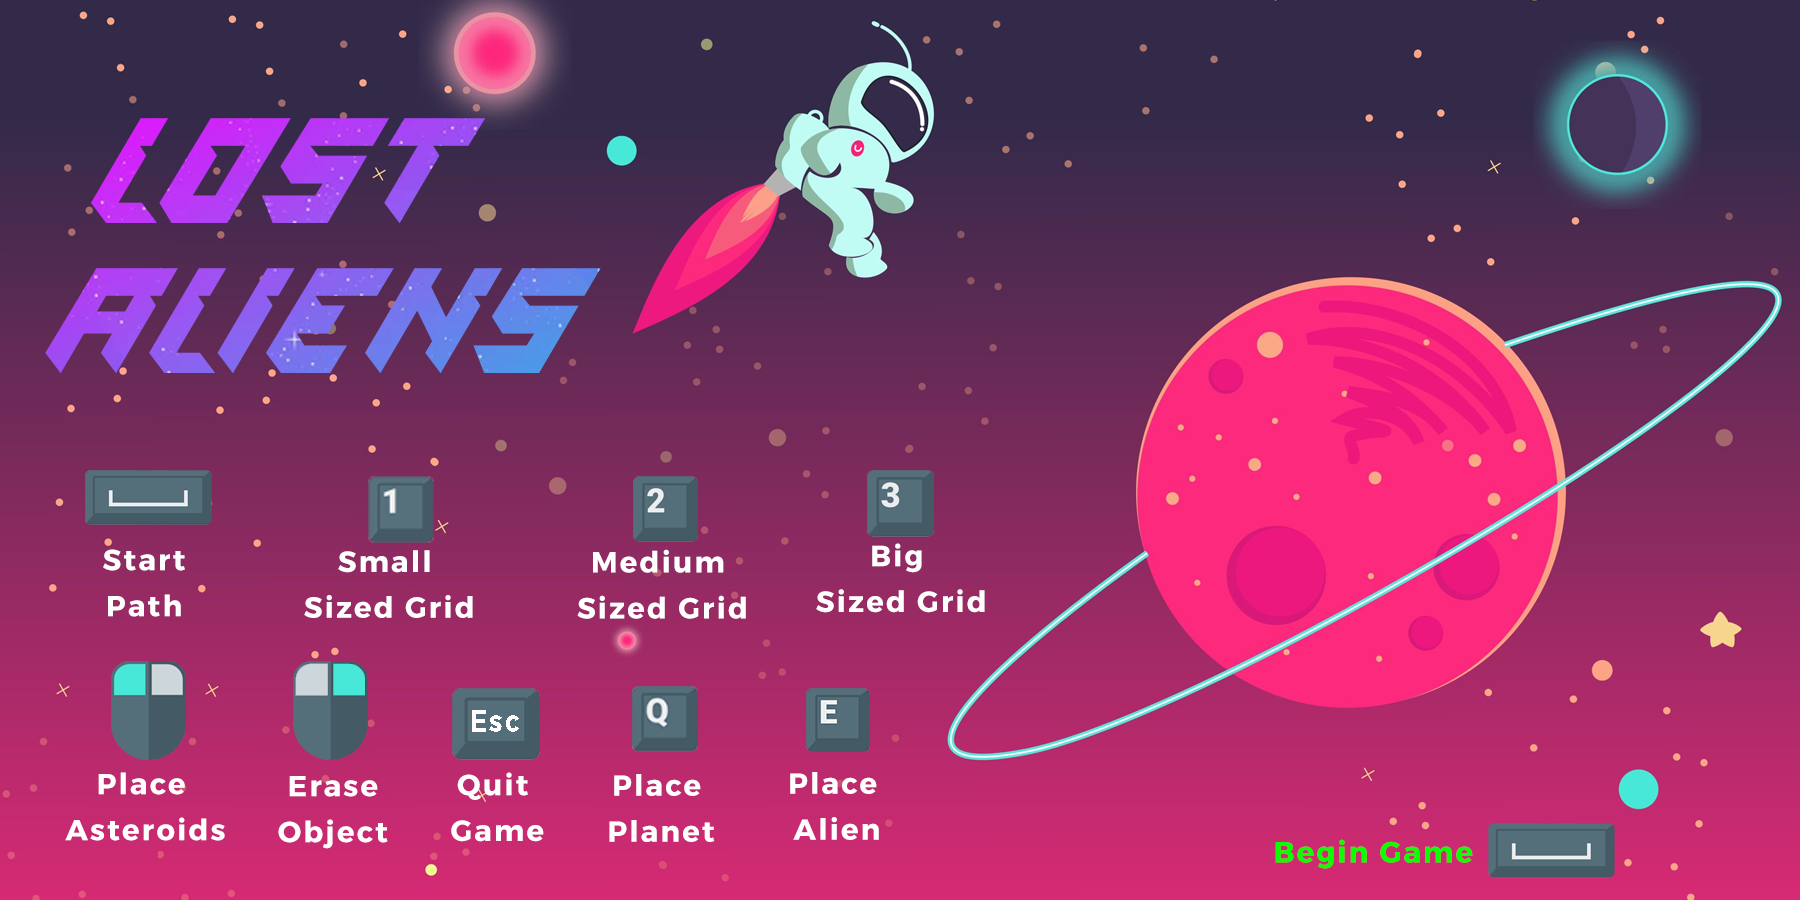 LOST
ALIENS
1
2
3
Start
Path
Small
Sized Grid
Medium
Sized Grid
Big
Sized Grid
Esc
Q
E
Place
Asteroids
Erase
Object
Quit
Game
Place
Planet
Place
Alien
Begin Game